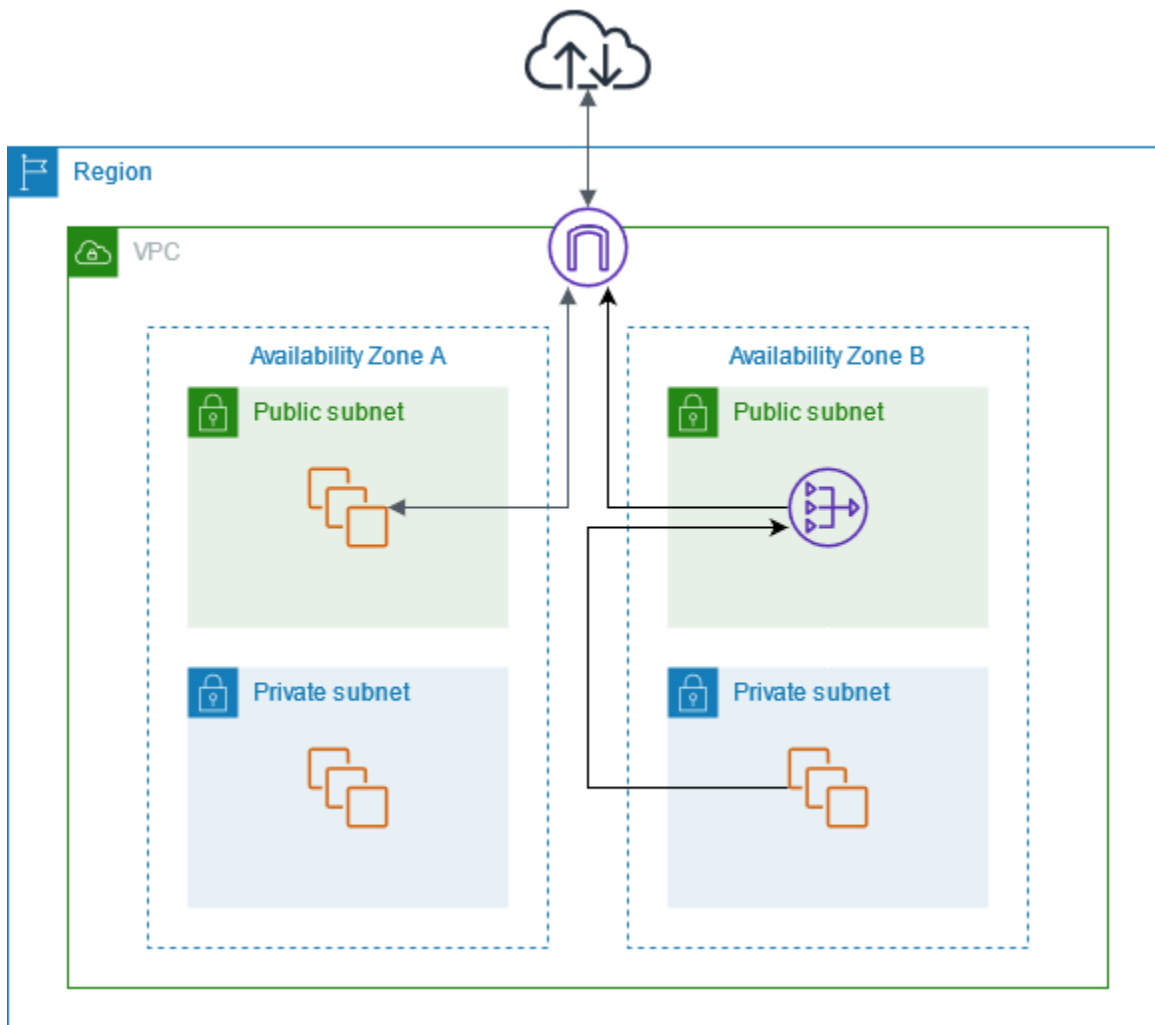 Region
VPC
Availability Zone A
Availability Zone B
Public subnet
Public subnet
Private subnet
Private subnet